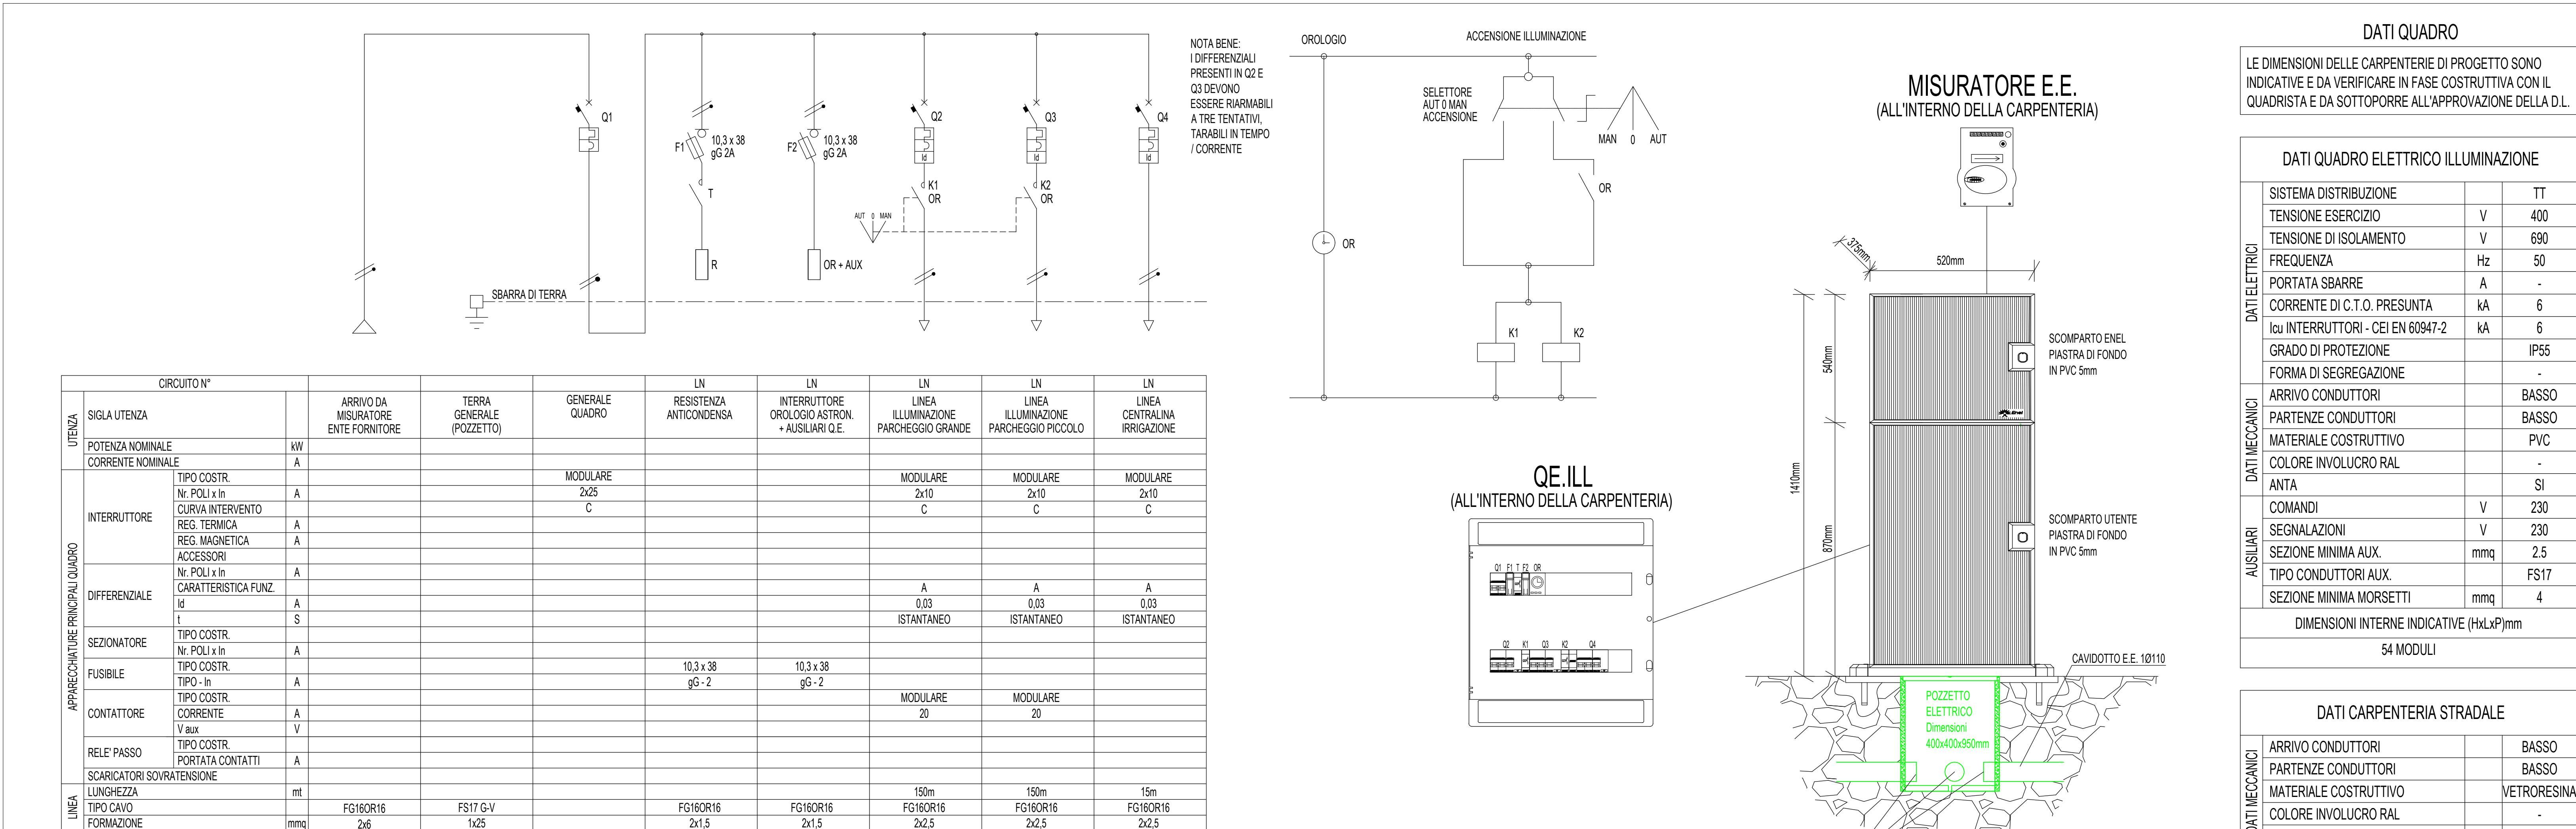 Q1
F1
10,3 x 38
gG 2A
T
R
F2
10,3 x 38
gG 2A
OR + AUX
Q2
Id
K1
OR
AUT 0 MAN
Q3
Id
K2
OR
Q4
Id
SBARRA DI TERRA
NOTA BENE:
I DIFFERENZIALI
PRESENTI IN Q2 E
Q3 DEVONO
ESSERE RIARMABILI
A TRE TENTATIVI,
TARABILI IN TEMPO
/ CORRENTE
OROLOGIO
ACCENSIONE ILLUMINAZIONE
SELETTORE
AUT 0 MAN
ACCENSIONE
MAN 0 AUT
OR
OR
K1
K2
CIRCUITO N° LN LN LN LN LN
UTENZA
SIGLA UTENZA
ARRIVO DA
MISURATORE
ENTE FORNITORE
TERRA
GENERALE
(POZZETTO)
GENERALE
QUADRO
RESISTENZA
ANTICONDENSA
INTERRUTTORE
OROLOGIO ASTRON.
+ AUSILIARI Q.E.
LINEA
ILLUMINAZIONE
PARCHEGGIO GRANDE
LINEA
ILLUMINAZIONE
PARCHEGGIO PICCOLO
LINEA
CENTRALINA
IRRIGAZIONE
POTENZA NOMINALE kW
CORRENTE NOMINALE A
APPARECCHIATURE PRINCIPALI QUADRO
INTERRUTTORE
TIPO COSTR. MODULARE MODULARE MODULARE MODULARE
Nr. POLI x In A 2x25 2x10 2x10 2x10
CURVA INTERVENTO C C C C
REG. TERMICA A
REG. MAGNETICA A
ACCESSORI
DIFFERENZIALE
Nr. POLI x In A
CARATTERISTICA FUNZ. A A A
Id A 0,03 0,03 0,03
t S ISTANTANEO ISTANTANEO ISTANTANEO
SEZIONATORE
TIPO COSTR.
Nr. POLI x In A
FUSIBILE
TIPO COSTR. 10,3 x 38 10,3 x 38
TIPO - In A gG - 2 gG - 2
CONTATTORE
TIPO COSTR. MODULARE MODULARE
CORRENTE A 20 20
V aux V
RELE' PASSO
TIPO COSTR.
PORTATA CONTATTI A
SCARICATORI SOVRATENSIONE
LINEA
LUNGHEZZA mt 150m 150m 15m
TIPO CAVO FG16OR16 FS17 G-V FG16OR16 FG16OR16 FG16OR16 FG16OR16 FG16OR16
FORMAZIONE mmq 2x6 1x25 2x1,5 2x1,5 2x2,5 2x2,5 2x2,5
QE.ILL
(ALL'INTERNO DELLA CARPENTERIA)
Q1 F1 T F2 OR
Q2 K1 Q3 K2 Q4
MISURATORE E.E.
(ALL'INTERNO DELLA CARPENTERIA)
375mm
520mm
540mm
1410mm
870mm
Enel
SCOMPARTO ENEL
PIASTRA DI FONDO
IN PVC 5mm
SCOMPARTO UTENTE
PIASTRA DI FONDO
IN PVC 5mm
CAVIDOTTO E.E. 1Ø110
POZZETTO
ELETTRICO
Dimensioni
400x400x950mm
DATI QUADRO
LE DIMENSIONI DELLE CARPENTERIE DI PROGETTO SONO
INDICATIVE E DA VERIFICARE IN FASE COSTRUTTIVA CON IL
QUADRISTA E DA SOTTOPORRE ALL'APPROVAZIONE DELLA D.L.
DATI QUADRO ELETTRICO ILLUMINAZIONE
DATI ELETTRICI
SISTEMA DISTRIBUZIONE TT
TENSIONE ESERCIZIO V 400
TENSIONE DI ISOLAMENTO V 690
FREQUENZA Hz 50
PORTATA SBARRE A -
CORRENTE DI C.T.O. PRESUNTA kA 6
Icu INTERRUTTORI - CEI EN 60947-2 kA 6
GRADO DI PROTEZIONE IP55
FORMA DI SEGREGAZIONE -
DATI MECCANICI
ARRIVO CONDUTTORI BASSO
PARTENZE CONDUTTORI BASSO
MATERIALE COSTRUTTIVO PVC
COLORE INVOLUCRO RAL -
ANTA SI
AUSILIARI
COMANDI V 230
SEGNALAZIONI V 230
SEZIONE MINIMA AUX. mmq 2.5
TIPO CONDUTTORI AUX. FS17
SEZIONE MINIMA MORSETTI mmq 4
DIMENSIONI INTERNE INDICATIVE (HxLxP)mm
54 MODULI
DATI CARPENTERIA STRADALE
DATI MECCANICI
ARRIVO CONDUTTORI BASSO
PARTENZE CONDUTTORI BASSO
MATERIALE COSTRUTTIVO VETRORESINA
COLORE INVOLUCRO RAL -